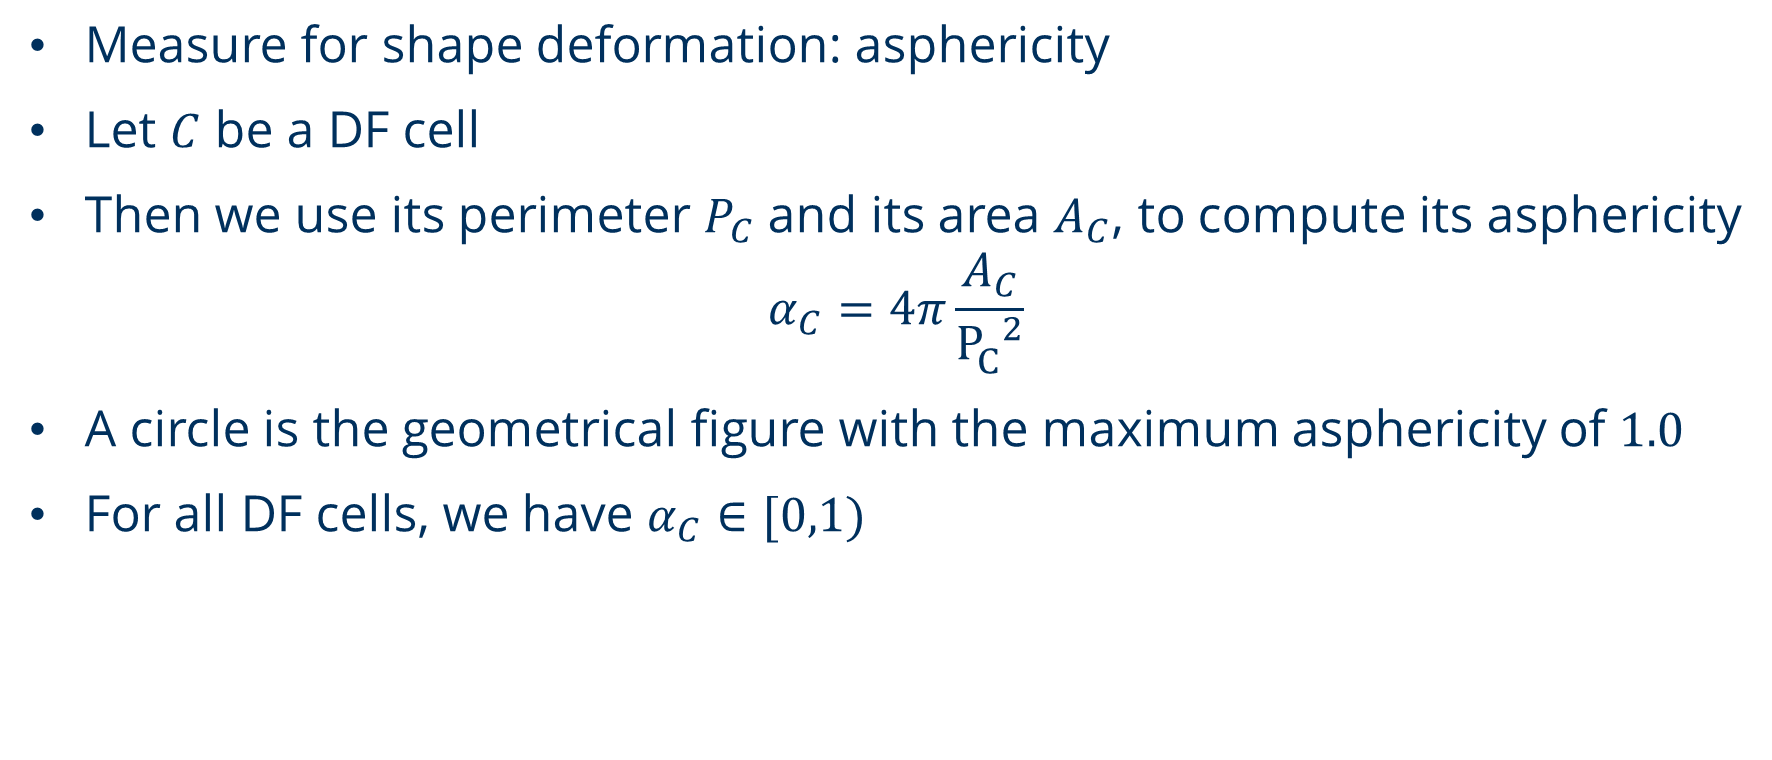 • Measure for shape deformation: asphericity
• Let C be a DF cell
• Then we use its perimeter P_C and its area A_C, to compute its asphericity
α_C = 4π A_C / P_C²
• A circle is the geometrical figure with the maximum asphericity of 1.0
• For all DF cells, we have α_C ∈ [0,1)